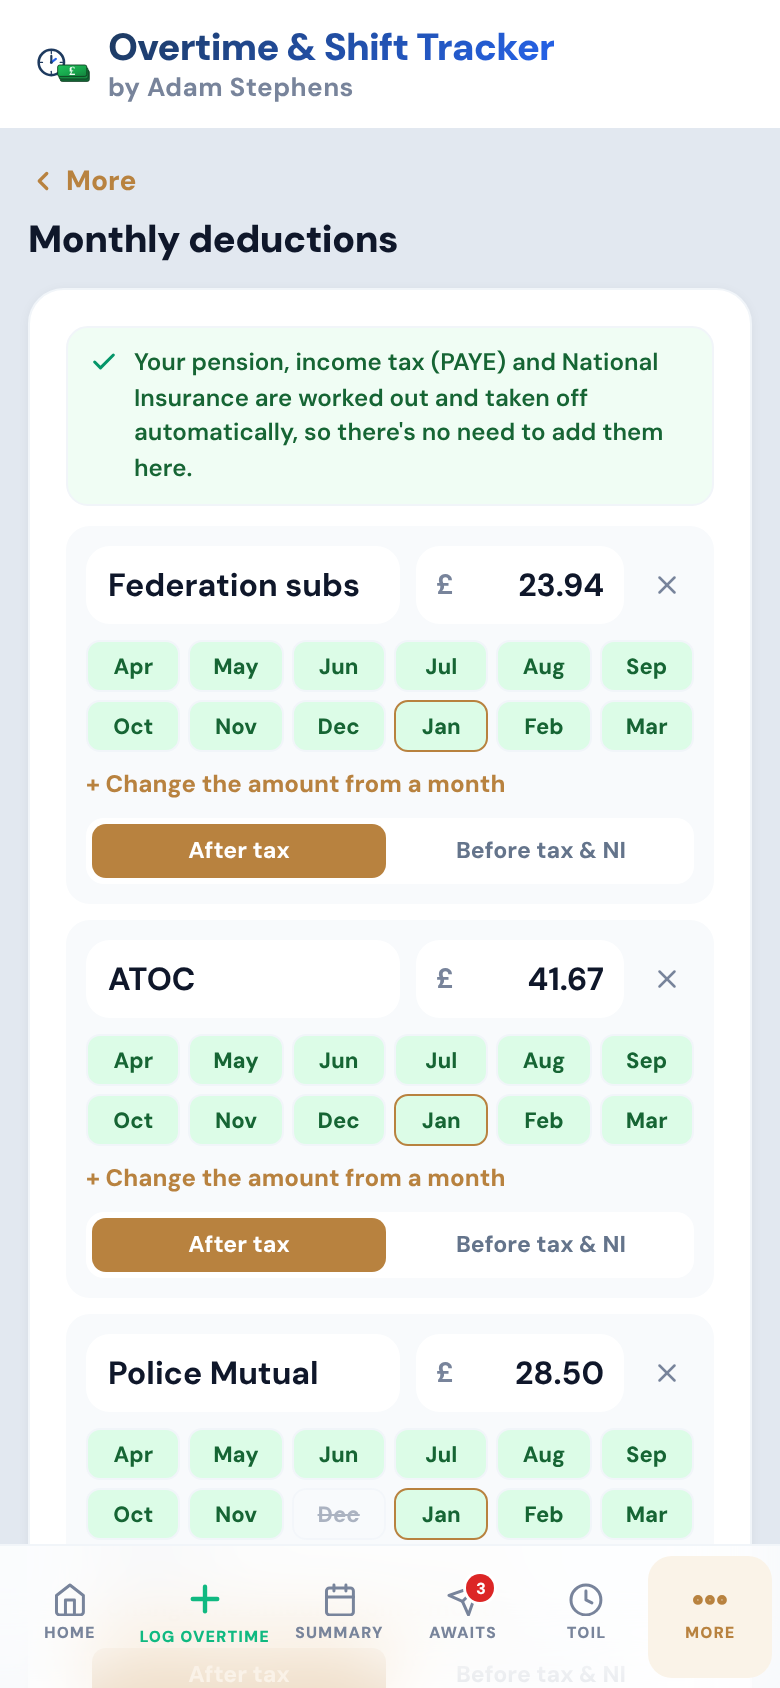 Overtime & Shift Tracker
by Adam Stephens
More
Monthly deductions
Your pension, income tax (PAYE) and National
Insurance are worked out and taken off
automatically, so there's no need to add them
here.
Federation subs £ 23.94
Apr May Jun Jul Aug Sep
Oct Nov Dec Jan Feb Mar
+ Change the amount from a month
After tax Before tax & NI
ATOC £ 41.67
Apr May Jun Jul Aug Sep
Oct Nov Dec Jan Feb Mar
+ Change the amount from a month
After tax Before tax & NI
Police Mutual £ 28.50
Apr May Jun Jul Aug Sep
Oct Nov Dec Jan Feb Mar
3
HOME LOG OVERTIME SUMMARY AWAITS TOIL MORE
After tax Before tax & NI